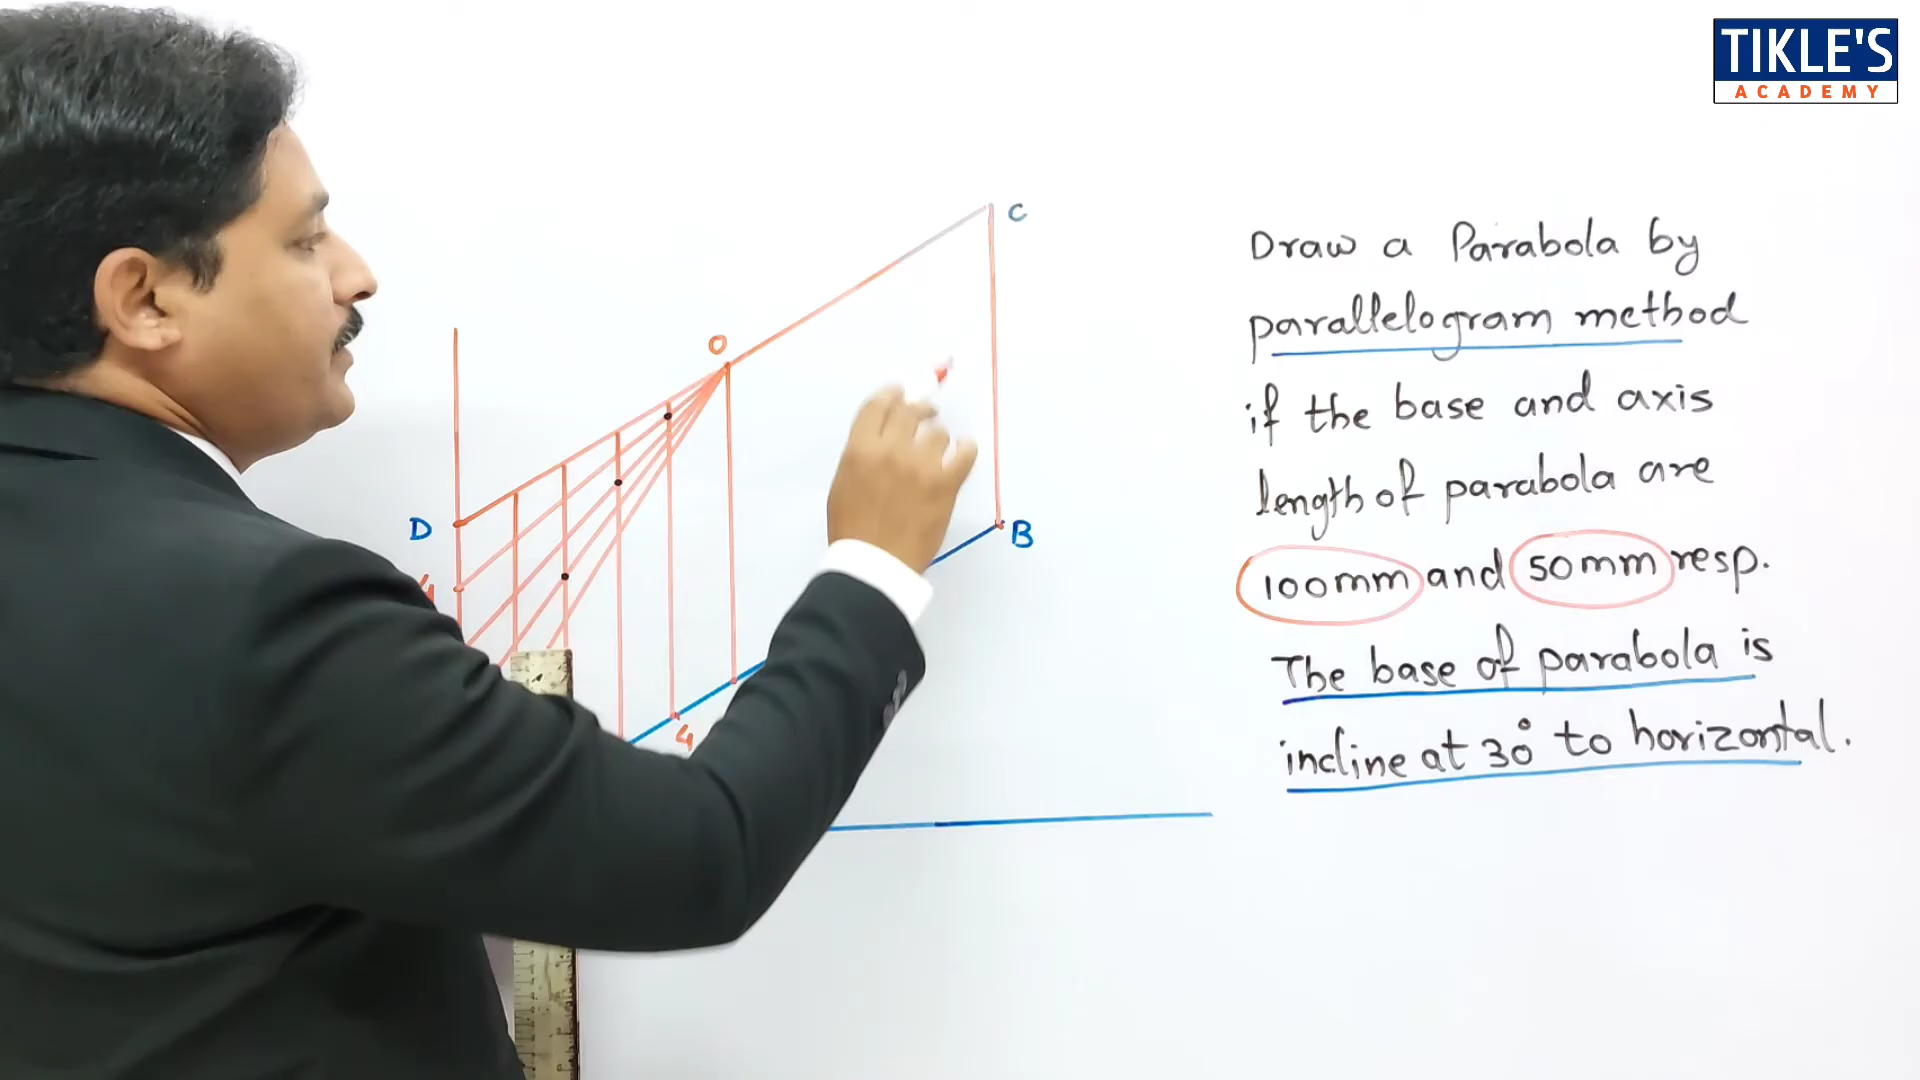 TIKLE'S
ACADEMY
C
O
D
B
4
4
Draw a Parabola by
parallelogram method
if the base and axis
length of parabola are
100mm and 50mm resp.
The base of parabola is
incline at 30° to horizontal.